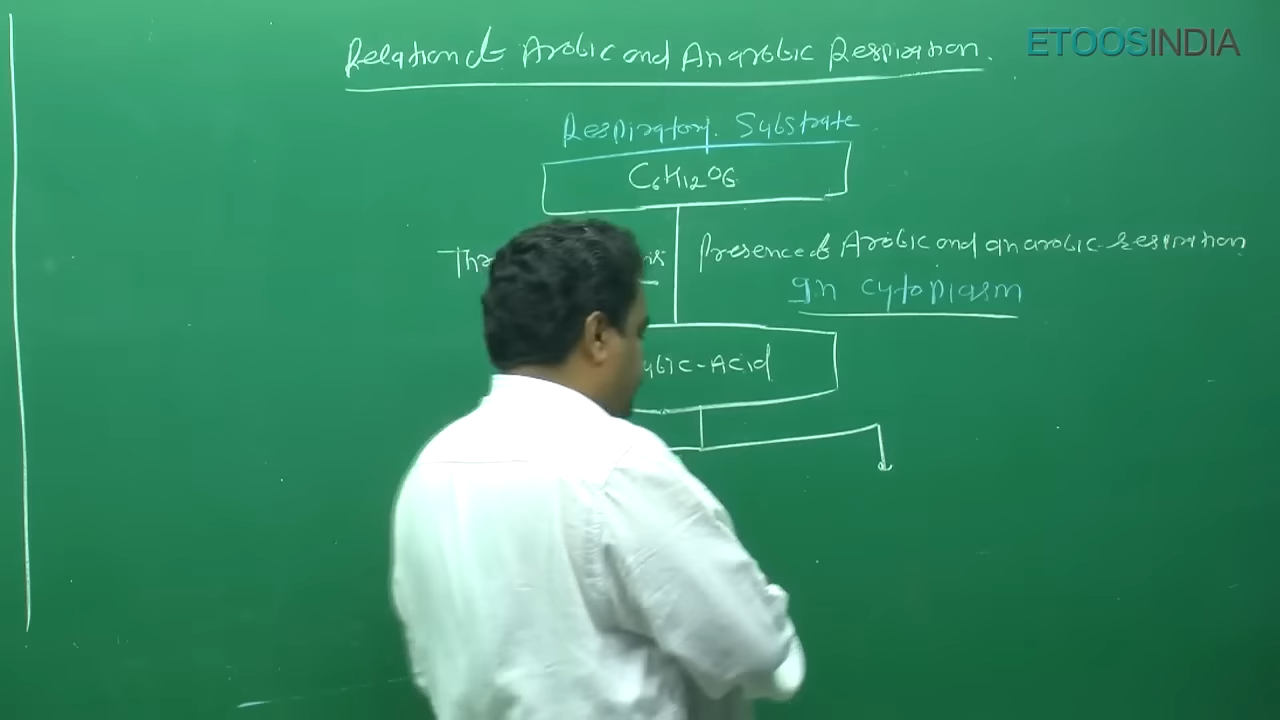 Relation of Arobic and Anarobic Respiration.
ETOOSINDIA
Respiratory Substrate
C6H12O6
Presence of Arobic and anarobic-respiration
In cytoplasm
Acid